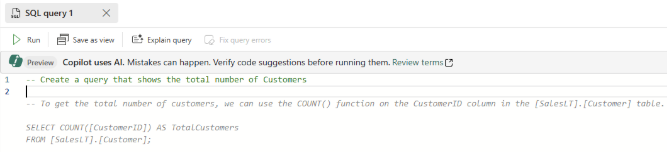 SQL query 1
Run Save as view Explain query Fix query errors
Preview Copilot uses AI. Mistakes can happen. Verify code suggestions before running them. Review terms
1 -- Create a query that shows the total number of Customers
2
-- To get the total number of customers, we can use the COUNT() function on the CustomerID column in the [SalesLT].[Customer] table.
SELECT COUNT([CustomerID]) AS TotalCustomers
FROM [SalesLT].[Customer];